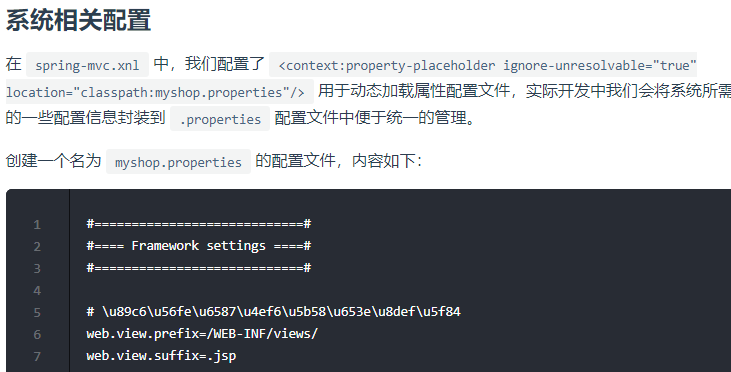 系统相关配置
在 spring-mvc.xnl 中，我们配置了 <context:property-placeholder ignore-unresolvable="true"
location="classpath:myshop.properties"/> 用于动态加载属性配置文件，实际开发中我们会将系统所需
的一些配置信息封装到 .properties 配置文件中便于统一的管理。
创建一个名为 myshop.properties 的配置文件，内容如下：
1 #============================#
2 #==== Framework settings ====#
3 #============================#
4
5 # \u89c6\u56fe\u6587\u4ef6\u5b58\u653e\u8def\u5f84
6 web.view.prefix=/WEB-INF/views/
7 web.view.suffix=.jsp